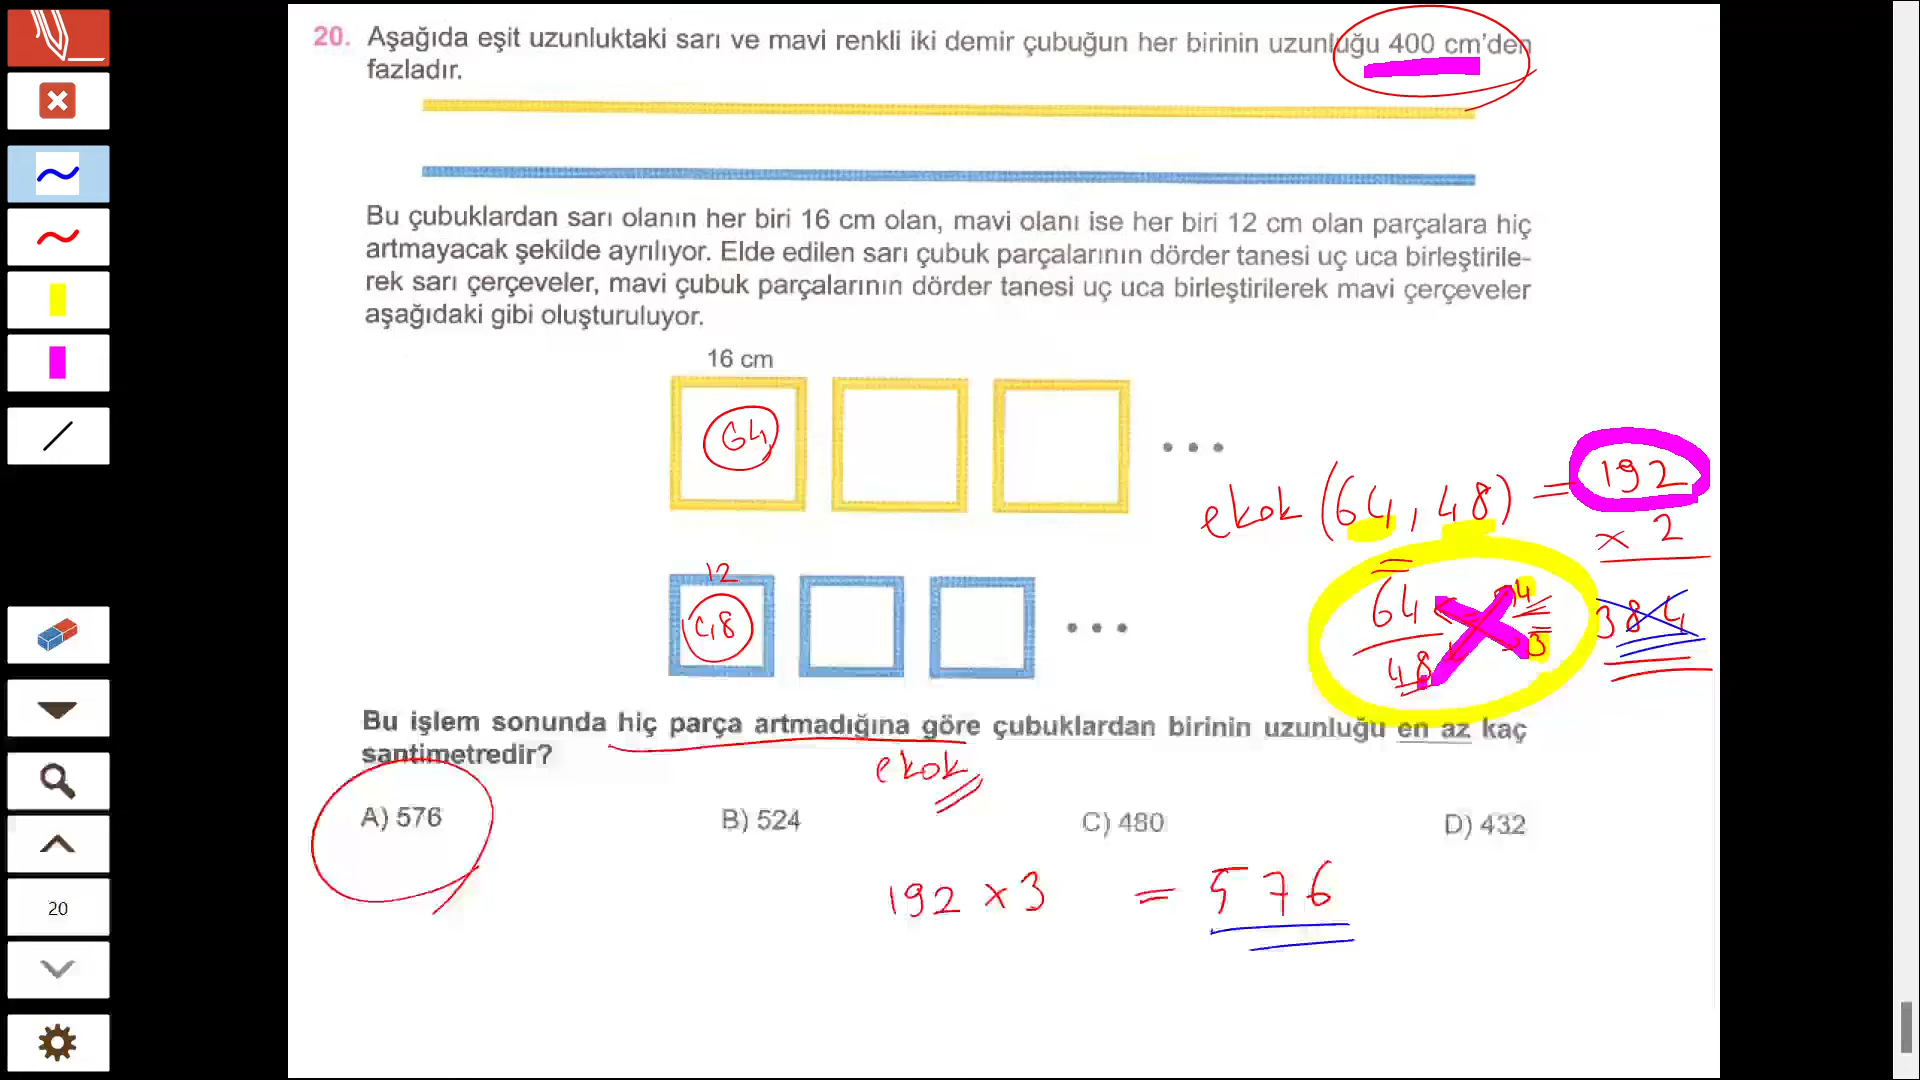 20. Aşağıda eşit uzunluktaki sarı ve mavi renkli iki demir çubuğun her birinin uzunluğu 400 cm'den
fazladır.
Bu çubuklardan sarı olanın her biri 16 cm olan, mavi olanı ise her biri 12 cm olan parçalara hiç
artmayacak şekilde ayrılıyor. Elde edilen sarı çubuk parçalarının dörder tanesi uç uca birleştirile-
rek sarı çerçeveler, mavi çubuk parçalarının dörder tanesi uç uca birleştirilerek mavi çerçeveler
aşağıdaki gibi oluşturuluyor.
16 cm
64
ekok (64, 48) = 192
x 2
384
12
48
64 4
48 3
Bu işlem sonunda hiç parça artmadığına göre çubuklardan birinin uzunluğu en az kaç
santimetredir?
ekok
A) 576 B) 524 C) 480 D) 432
192 x 3 = 576
20